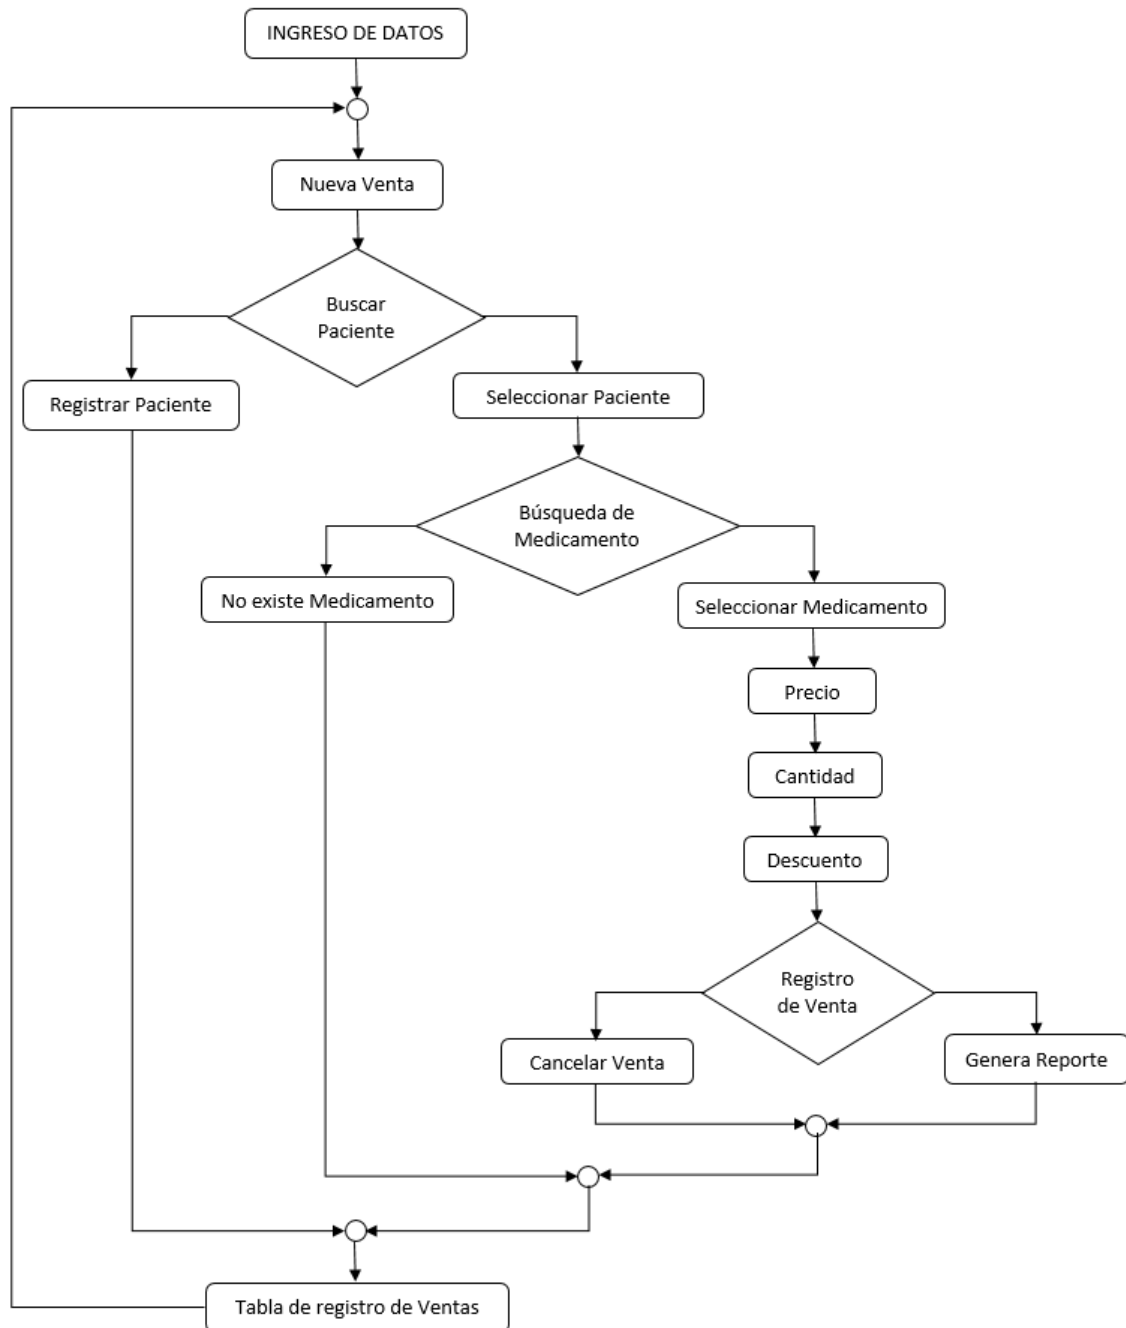 INGRESO DE DATOS
Nueva Venta
Buscar
Paciente
Registrar Paciente
Seleccionar Paciente
Búsqueda de
Medicamento
No existe Medicamento
Seleccionar Medicamento
Precio
Cantidad
Descuento
Registro
de Venta
Cancelar Venta
Genera Reporte
Tabla de registro de Ventas